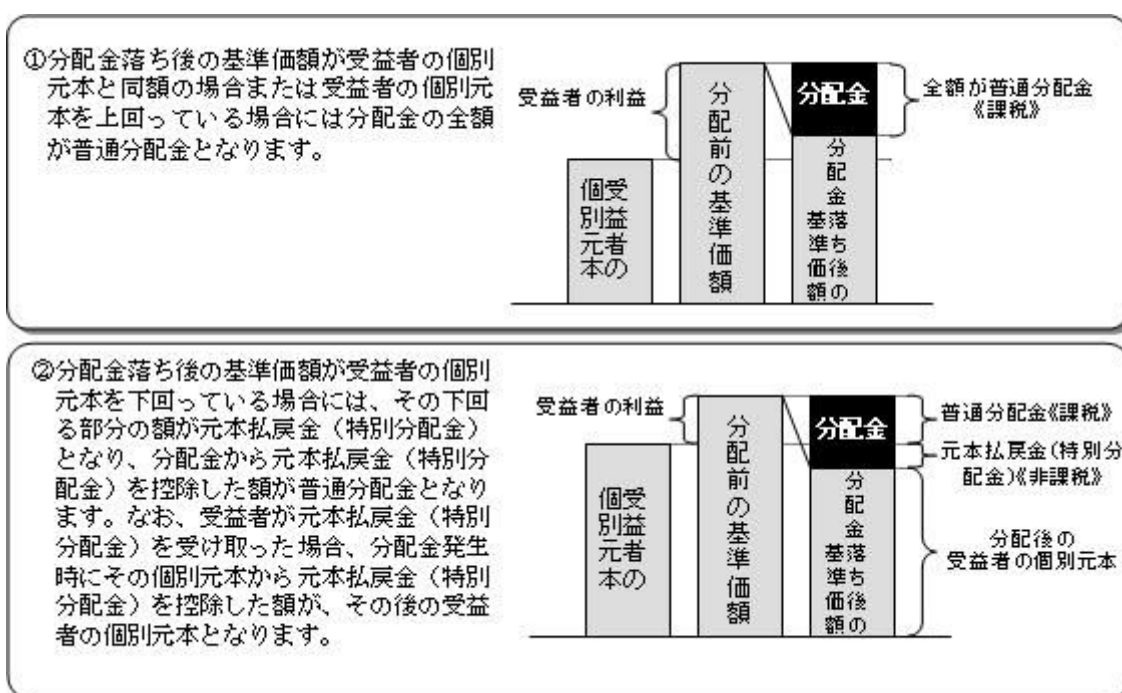 ①分配金落ち後の基準価額が受益者の個別
元本と同額の場合または受益者の個別元
本を上回っている場合には分配金の全額
が普通分配金となります。
受益者の利益
受益者の
個別元本
分配前の基準価額
分配金
分配金落ち後の
基準価額
全額が普通分配金
《課税》
②分配金落ち後の基準価額が受益者の個別
元本を下回っている場合には、その下回
る部分の額が元本払戻金（特別分配金）
となり、分配金から元本払戻金（特別分
配金）を控除した額が普通分配金となり
ます。なお、受益者が元本払戻金（特別
分配金）を受け取った場合、分配金発生
時にその個別元本から元本払戻金（特別
分配金）を控除した額が、その後の受益
者の個別元本となります。
受益者の利益
受益者の
個別元本
分配前の基準価額
分配金
分配金落ち後の
基準価額
普通分配金《課税》
元本払戻金(特別分
配金)《非課税》
分配後の
受益者の個別元本